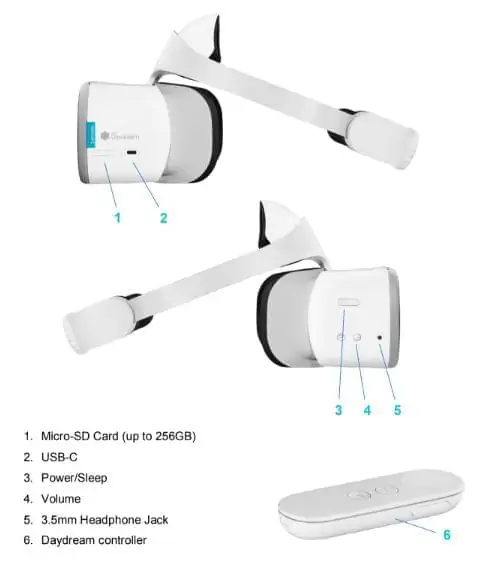 Daydream
1
2
3
4
5
1. Micro-SD Card (up to 256GB)
2. USB-C
3. Power/Sleep
4. Volume
5. 3.5mm Headphone Jack
6. Daydream controller
6